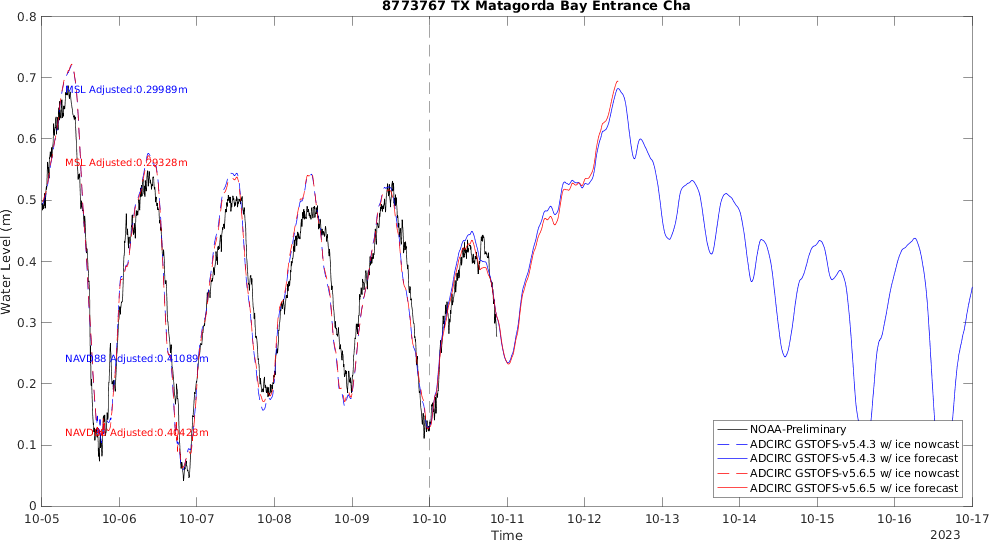 8773767 TX Matagorda Bay Entrance Cha
Water Level (m)
0.8
0.7
0.6
0.5
0.4
0.3
0.2
0.1
0
MSL Adjusted:0.29989m
MSL Adjusted:0.29328m
NAVD88 Adjusted:0.41089m
NAVD88 Adjusted:0.40428m
NOAA-Preliminary
ADCIRC GSTOFS-v5.4.3 w/ ice nowcast
ADCIRC GSTOFS-v5.4.3 w/ ice forecast
ADCIRC GSTOFS-v5.6.5 w/ ice nowcast
ADCIRC GSTOFS-v5.6.5 w/ ice forecast
10-05 10-06 10-07 10-08 10-09 10-10 10-11 10-12 10-13 10-14 10-15 10-16 10-17
Time
2023